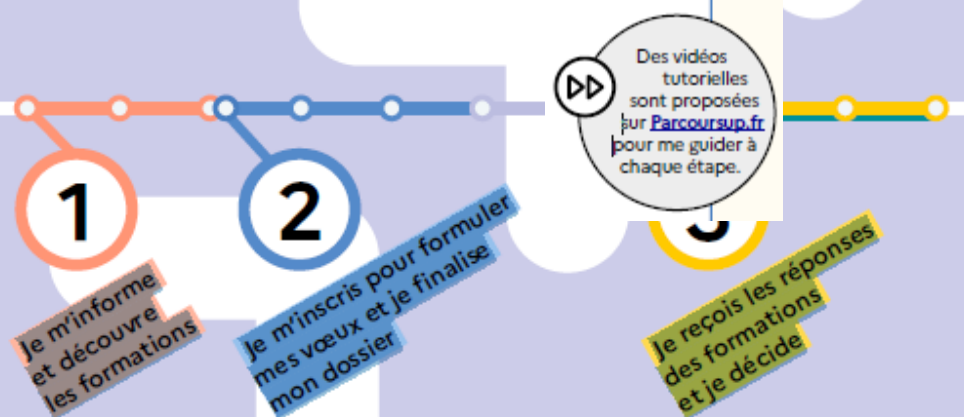 Des vidéos
tutorielles
sont proposées
sur Parcoursup.fr
pour me guider à
chaque étape.
1
2
3
Je m'informe
et découvre
les formations
Je m'inscris pour formuler
mes vœux et je finalise
mon dossier
Je reçois les réponses
des formations
et je décide